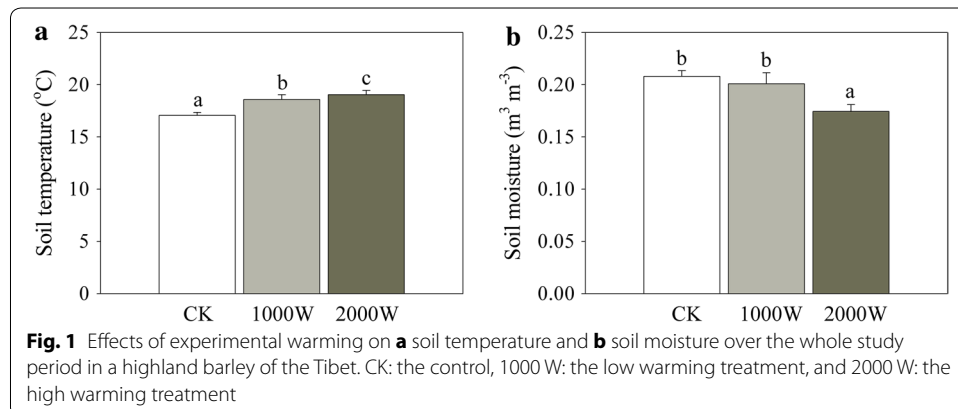 a
b
25
20
15
10
5
0
Soil temperature (°C)
a
b
c
CK 1000W 2000W
0.25
0.20
0.15
0.10
0.05
0.00
Soil moisture (m³ m⁻³)
b
b
a
CK 1000W 2000W
Fig. 1 Effects of experimental warming on a soil temperature and b soil moisture over the whole study
period in a highland barley of the Tibet. CK: the control, 1000 W: the low warming treatment, and 2000 W: the
high warming treatment